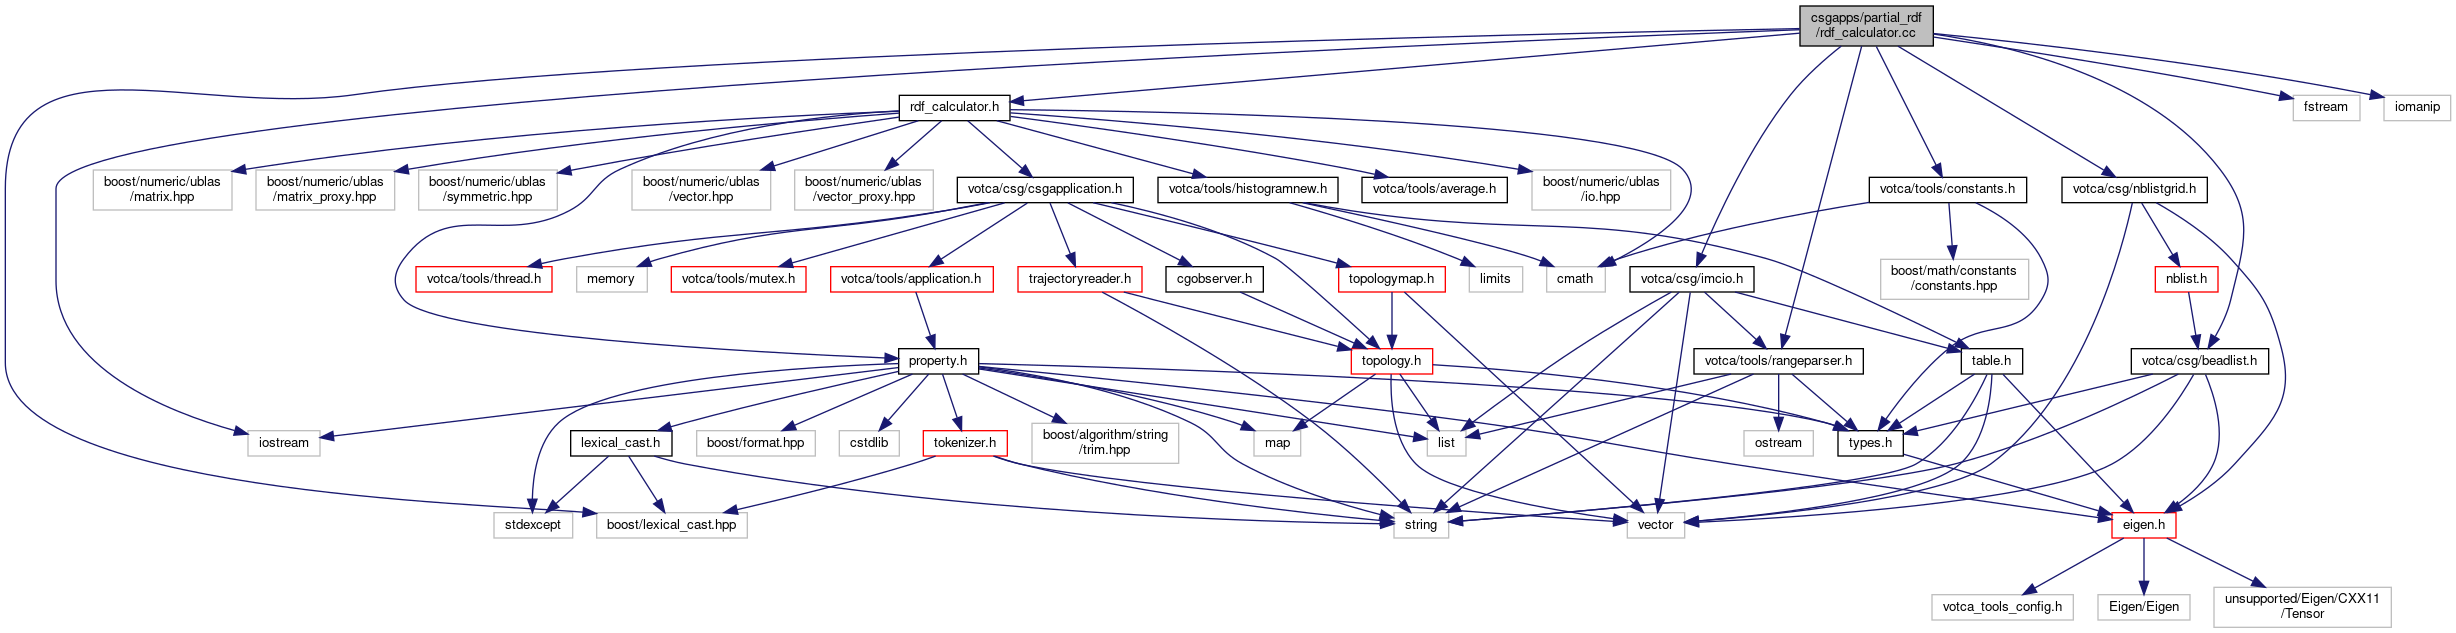 csgapps/partial_rdf
/rdf_calculator.cc
rdf_calculator.h
fstream
iomanip
boost/numeric/ublas
/matrix.hpp
boost/numeric/ublas
/matrix_proxy.hpp
boost/numeric/ublas
/symmetric.hpp
boost/numeric/ublas
/vector.hpp
boost/numeric/ublas
/vector_proxy.hpp
votca/csg/csgapplication.h
votca/tools/histogramnew.h
votca/tools/average.h
boost/numeric/ublas
/io.hpp
votca/tools/constants.h
votca/csg/nblistgrid.h
votca/tools/thread.h
memory
votca/tools/mutex.h
votca/tools/application.h
trajectoryreader.h
cgobserver.h
topologymap.h
limits
cmath
votca/csg/imcio.h
boost/math/constants
/constants.hpp
nblist.h
property.h
topology.h
votca/tools/rangeparser.h
table.h
votca/csg/beadlist.h
iostream
lexical_cast.h
boost/format.hpp
cstdlib
tokenizer.h
boost/algorithm/string
/trim.hpp
map
list
ostream
types.h
stdexcept
boost/lexical_cast.hpp
string
vector
eigen.h
votca_tools_config.h
Eigen/Eigen
unsupported/Eigen/CXX11
/Tensor